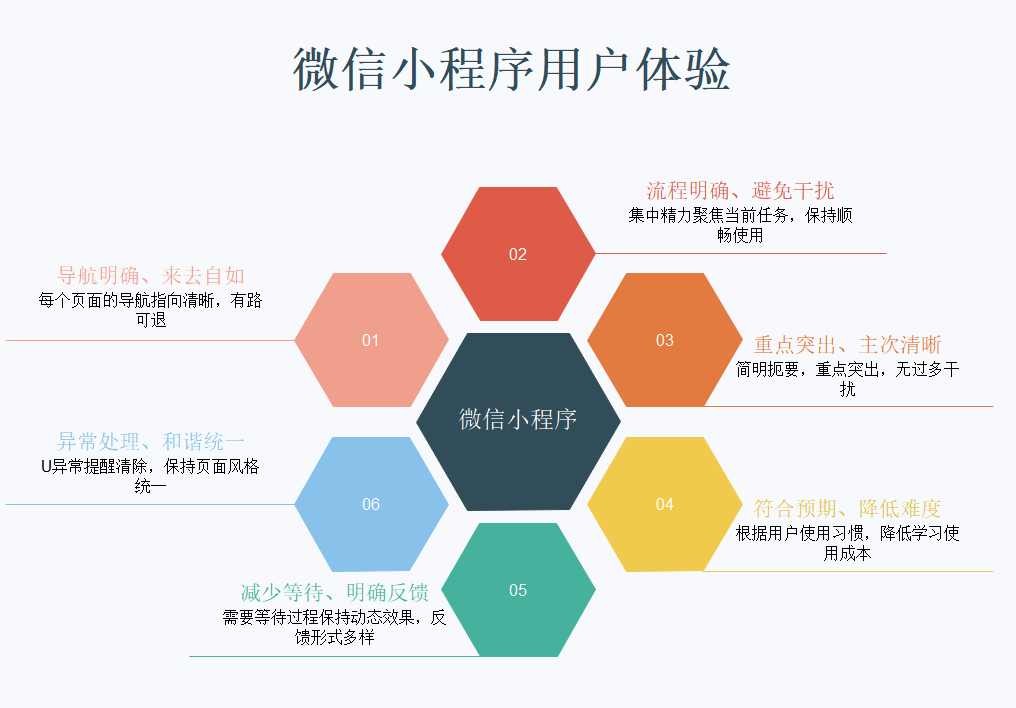 微信小程序用户体验
导航明确、来去自如
每个页面的导航指向清晰，有路
可退
01
流程明确、避免干扰
集中精力聚焦当前任务，保持顺
畅使用
02
重点突出、主次清晰
简明扼要，重点突出，无过多干
扰
03
微信小程序
符合预期、降低难度
根据用户使用习惯，降低学习使
用成本
04
减少等待、明确反馈
需要等待过程保持动态效果，反
馈形式多样
05
异常处理、和谐统一
U异常提醒清除，保持页面风格
统一
06